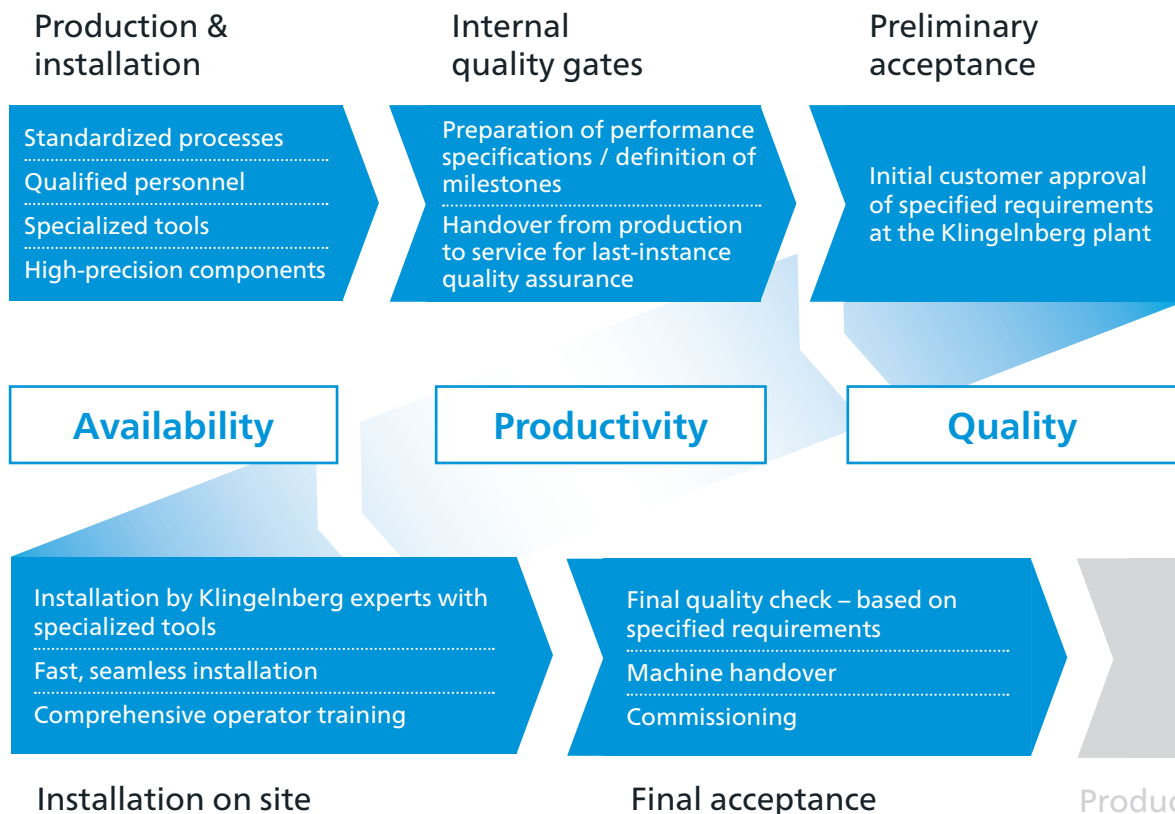 Production &
installation
Internal
quality gates
Preliminary
acceptance
Standardized processes
Qualified personnel
Specialized tools
High-precision components
Preparation of performance
specifications / definition of
milestones
Handover from production
to service for last-instance
quality assurance
Initial customer approval
of specified requirements
at the Klingelnberg plant
Availability
Productivity
Quality
Installation by Klingelnberg experts with
specialized tools
Fast, seamless installation
Comprehensive operator training
Final quality check – based on
specified requirements
Machine handover
Commissioning
Installation on site
Final acceptance
Produc